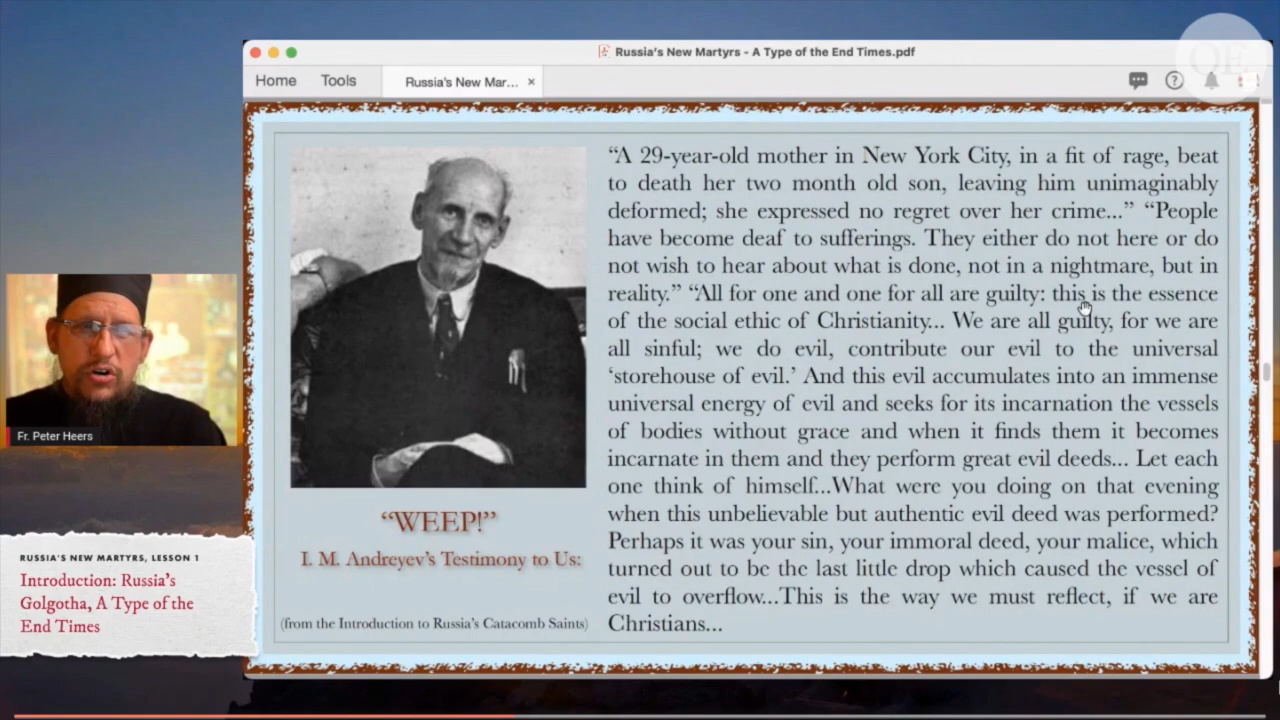 Russia's New Martyrs - A Type of the End Times.pdf
OE
Home
Tools
Russia's New Mar...
×
"A 29-year-old mother in New York City, in a fit of rage, beat
to death her two month old son, leaving him unimaginably
deformed; she expressed no regret over her crime..." "People
have become deaf to sufferings. They either do not here or do
not wish to hear about what is done, not in a nightmare, but in
reality." "All for one and one for all are guilty: this is the essence
of the social ethic of Christianity... We are all guilty, for we are
all sinful; we do evil, contribute our evil to the universal
'storehouse of evil.' And this evil accumulates into an immense
universal energy of evil and seeks for its incarnation the vessels
of bodies without grace and when it finds them it becomes
incarnate in them and they perform great evil deeds... Let each
one think of himself...What were you doing on that evening
when this unbelievable but authentic evil deed was performed?
Perhaps it was your sin, your immoral deed, your malice, which
turned out to be the last little drop which caused the vessel of
evil to overflow...This is the way we must reflect, if we are
Christians...
"WEEP!"
I. M. Andreyev's Testimony to Us:
(from the Introduction to Russia's Catacomb Saints)
Fr. Peter Heers
RUSSIA'S NEW MARTYRS, LESSON 1
Introduction: Russia's
Golgotha, A Type of the
End Times